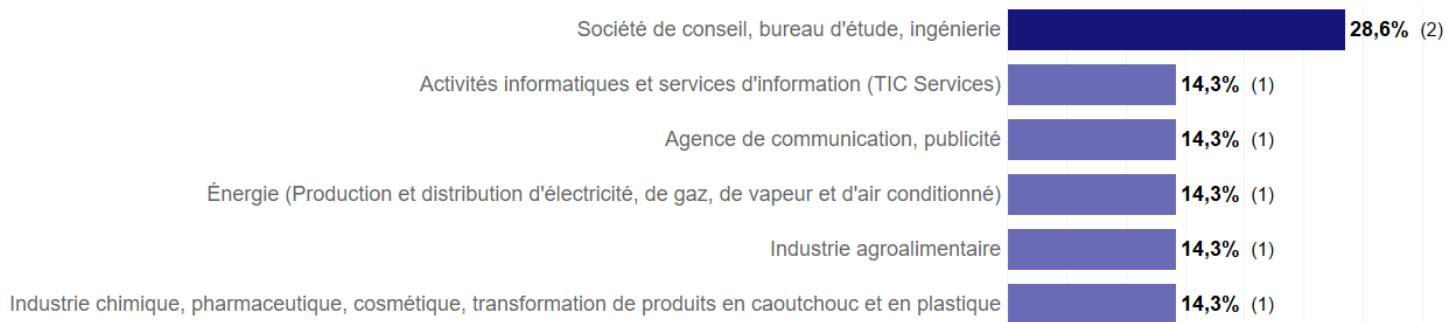 Société de conseil, bureau d'étude, ingénierie 28,6% (2)
Activités informatiques et services d'information (TIC Services) 14,3% (1)
Agence de communication, publicité 14,3% (1)
Énergie (Production et distribution d'électricité, de gaz, de vapeur et d'air conditionné) 14,3% (1)
Industrie agroalimentaire 14,3% (1)
Industrie chimique, pharmaceutique, cosmétique, transformation de produits en caoutchouc et en plastique 14,3% (1)